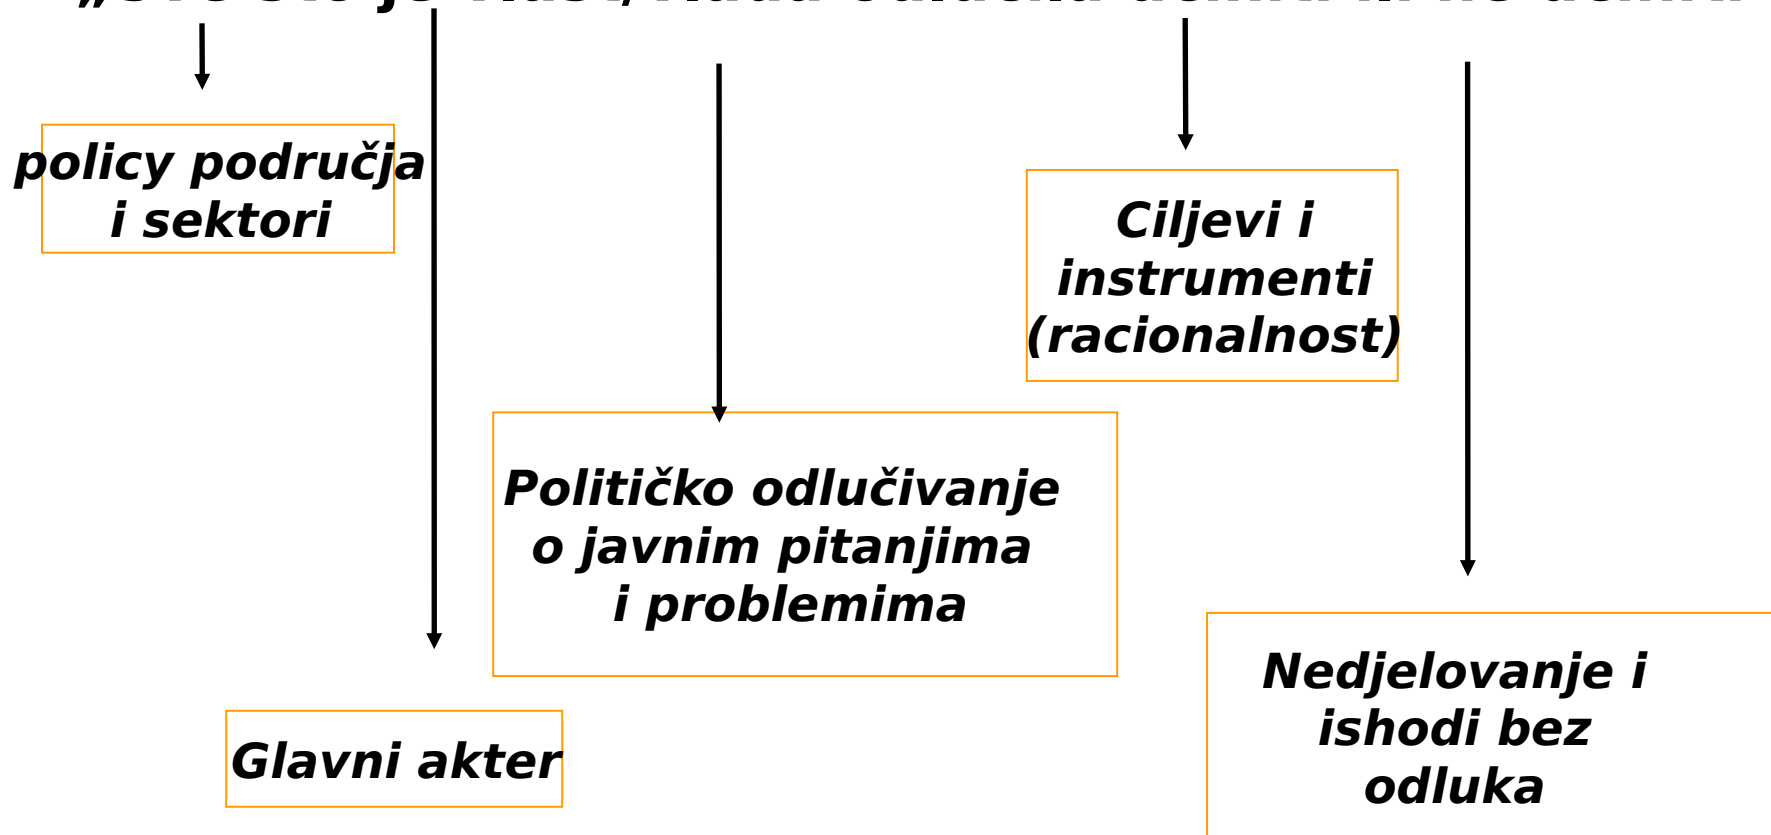 policy područja
i sektori
Ciljevi i
instrumenti
(racionalnost)
Političko odlučivanje
o javnim pitanjima
i problemima
Nedjelovanje i
ishodi bez
odluka
Glavni akter